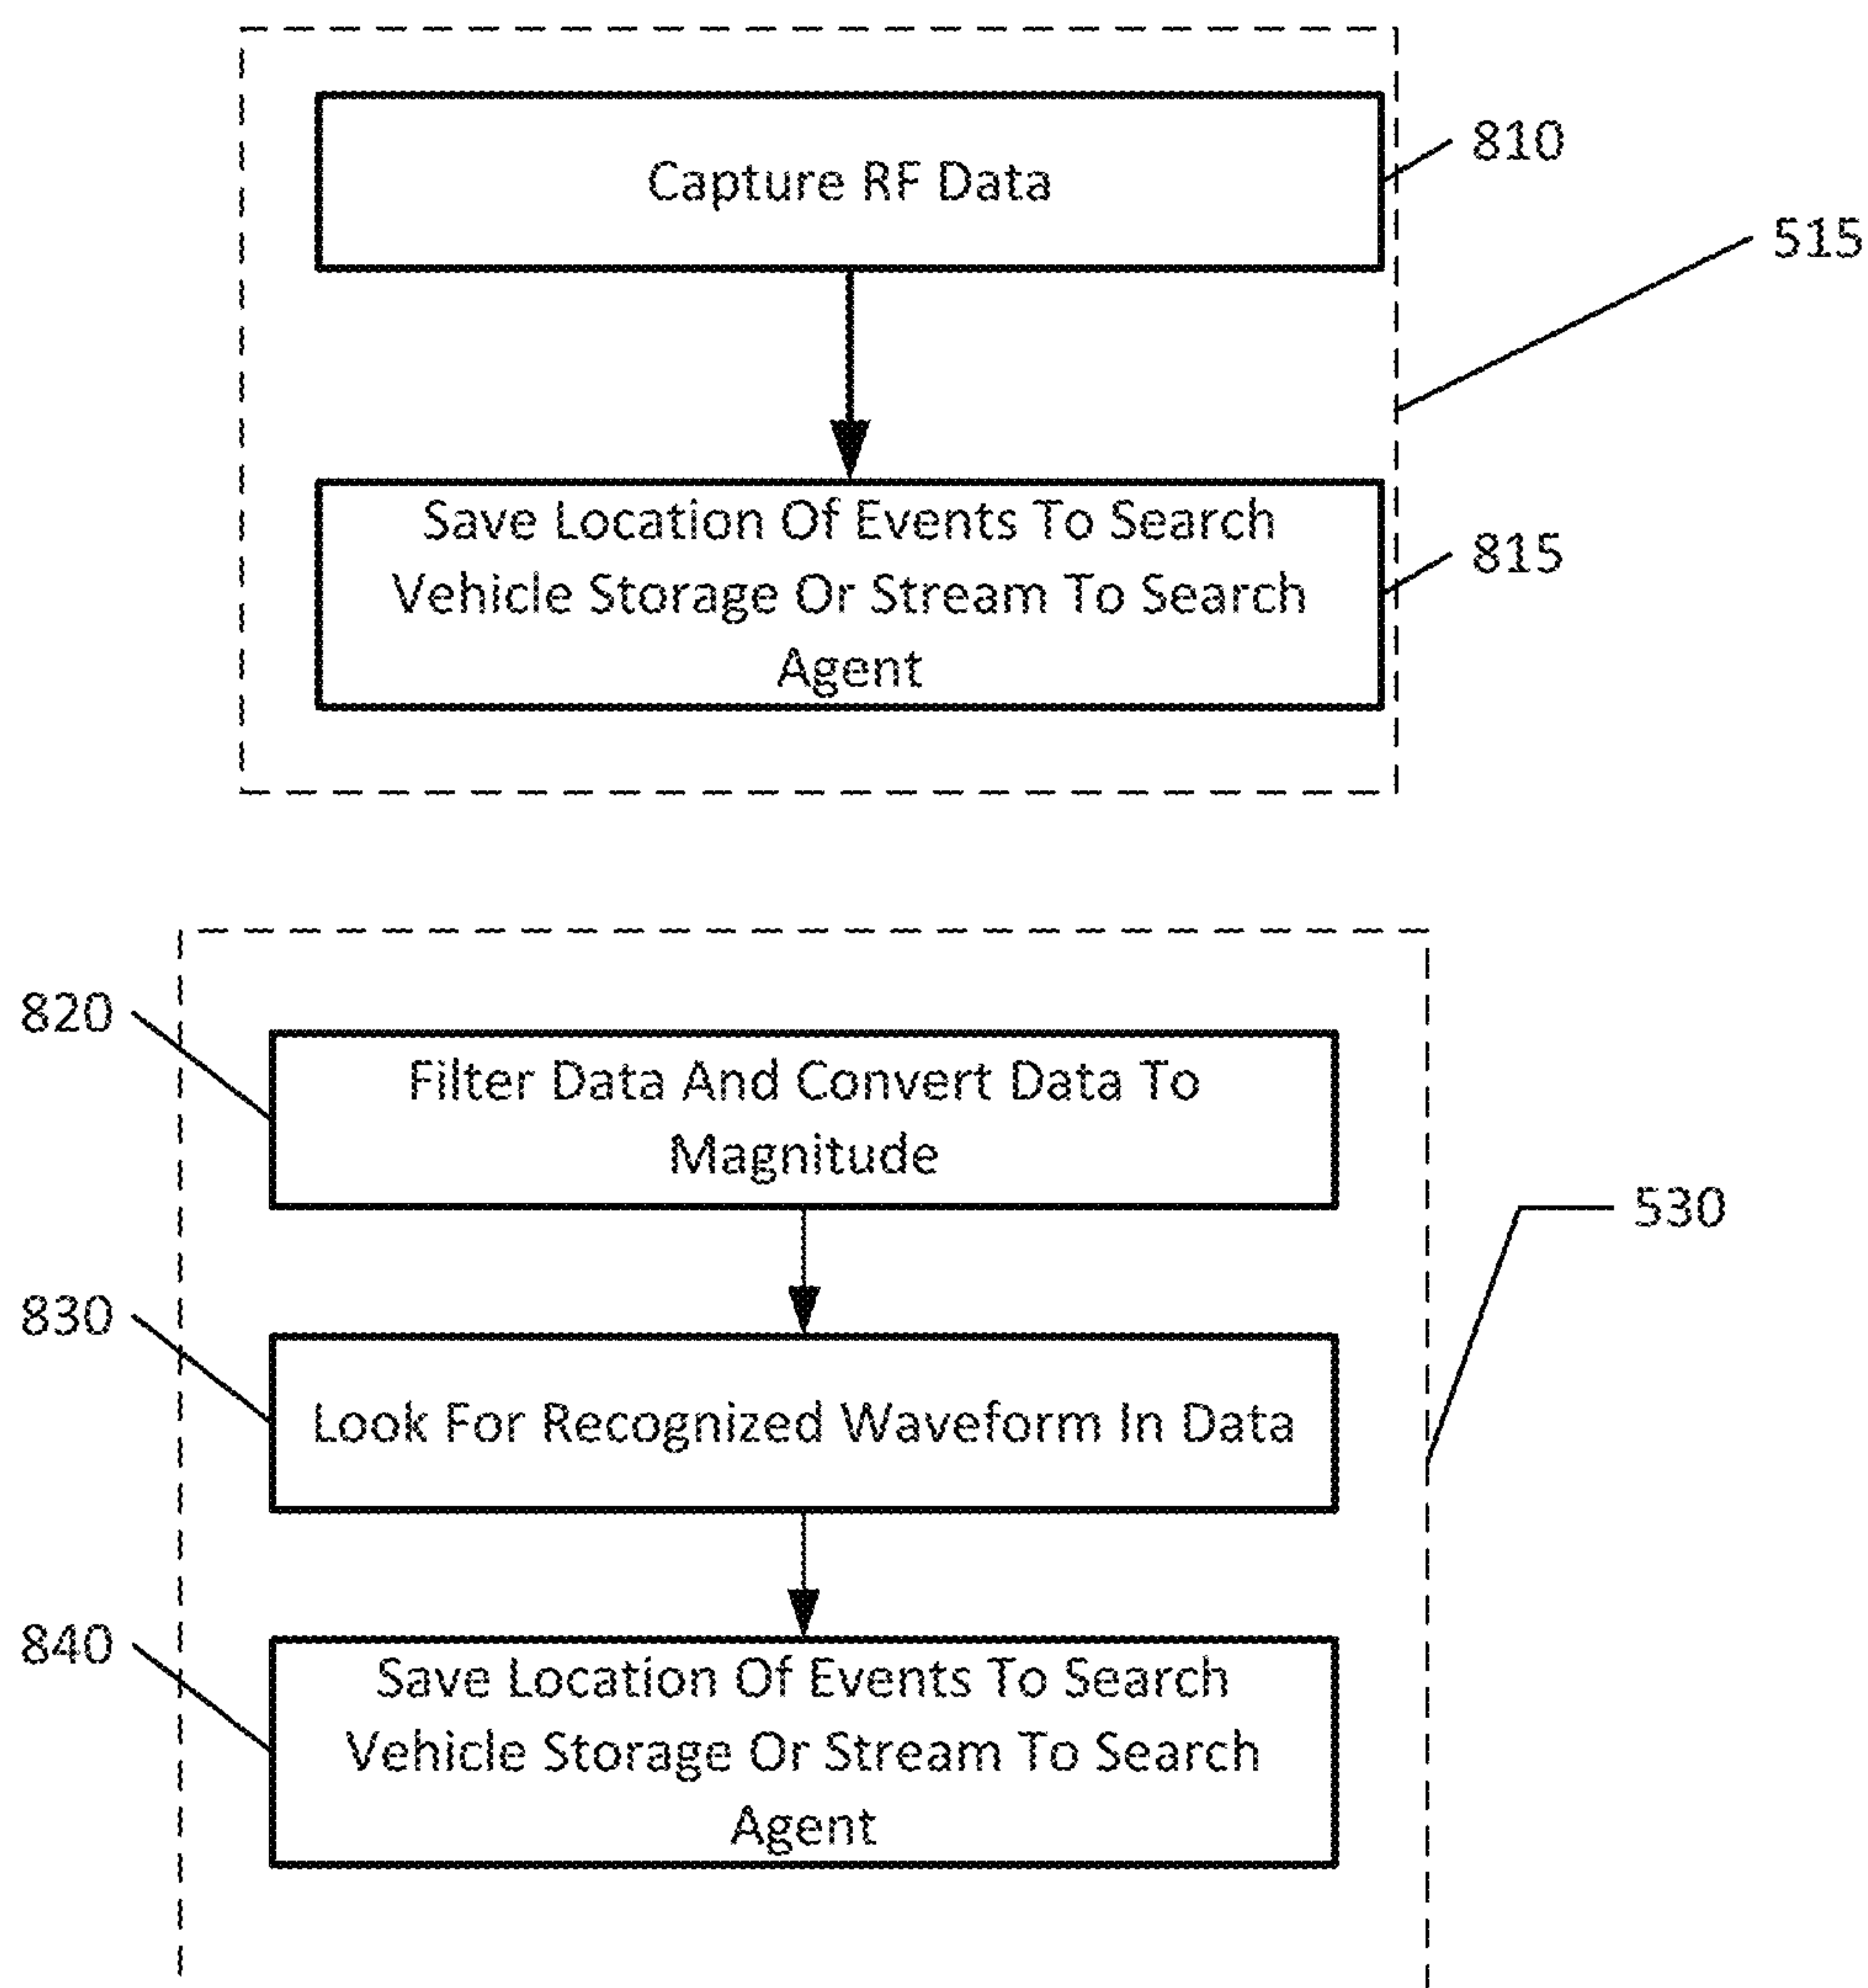 Capture RF Data
810
515
Save Location Of Events To Search
Vehicle Storage Or Stream To Search
Agent
815
820
Filter Data And Convert Data To
Magnitude
530
830
Look For Recognized Waveform In Data
840
Save Location Of Events To Search
Vehicle Storage Or Stream To Search
Agent